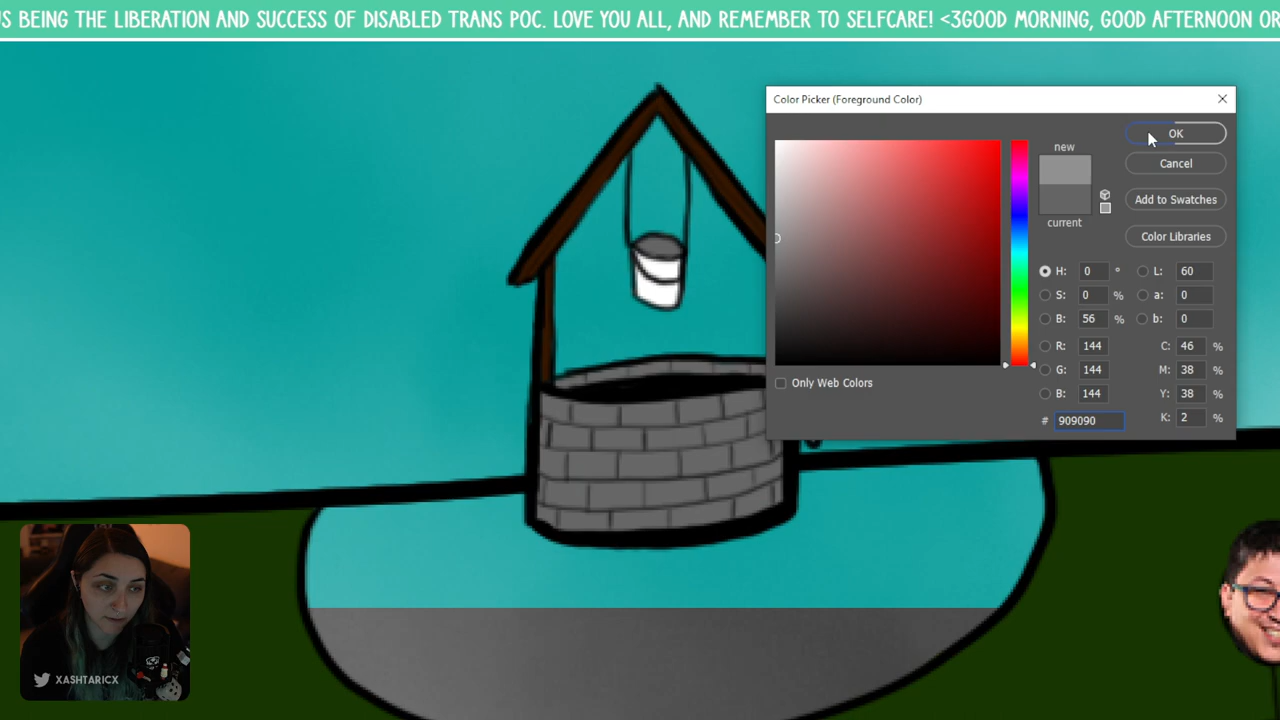 US BEING THE LIBERATION AND SUCCESS OF DISABLED TRANS POC. LOVE YOU ALL, AND REMEMBER TO SELFCARE! <3GOOD MORNING, GOOD AFTERNOON OR
Color Picker (Foreground Color)
OK
new
Cancel
Add to Swatches
current
Color Libraries
H: 0 ° L: 60
S: 0 % a: 0
B: 56 % b: 0
R: 144 C: 46 %
G: 144 M: 38 %
Only Web Colors
B: 144 Y: 38 %
# 909090 K: 2 %
XASHTARICX